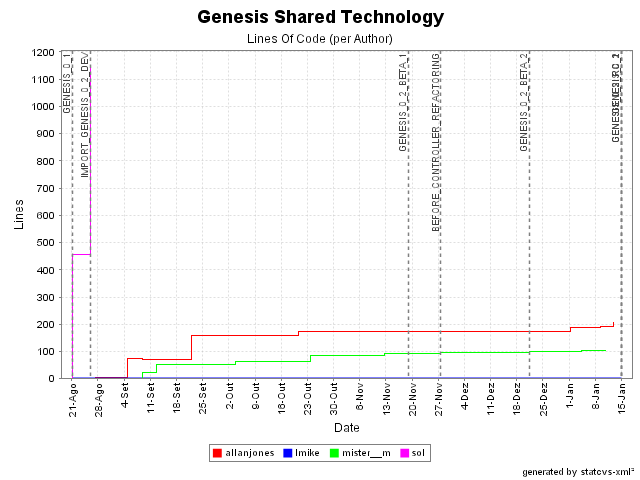 Genesis Shared Technology
Lines Of Code (per Author)
1200
1100
1000
900
800
700
600
500
400
300
200
100
0
Lines
GENESIS_0_1
IMPORT_GENESIS_0_2_DEV
GENESIS_0_2_BETA_1
BEFORE_CONTROLLER_REFACTORING
GENESIS_0_2_BETA_2
21-Ago
28-Ago
4-Set
11-Set
18-Set
25-Set
2-Out
9-Out
16-Out
23-Out
30-Out
6-Nov
13-Nov
20-Nov
27-Nov
4-Dez
11-Dez
18-Dez
25-Dez
1-Jan
8-Jan
15-Jan
Date
allanjones lmike mister__m sol
generated by statcvs-xml²